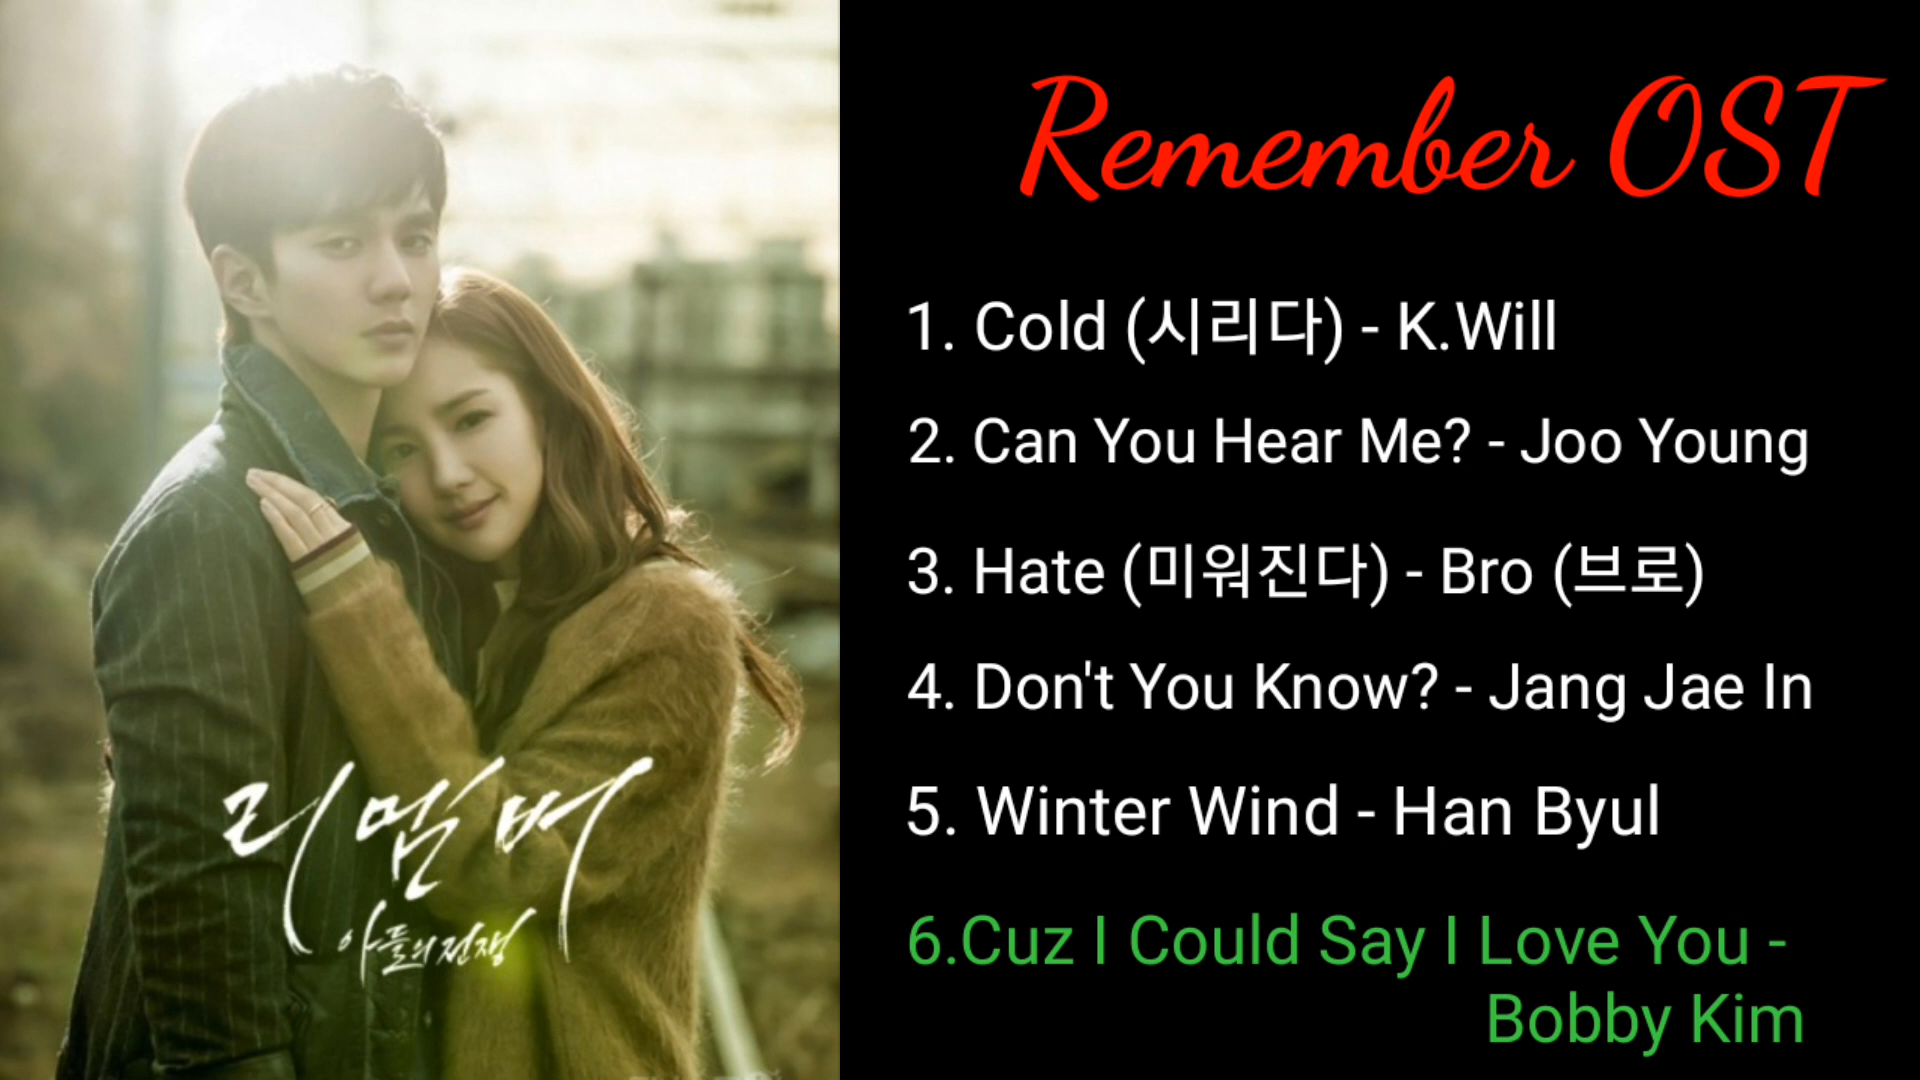 리멤버
아들의 전쟁
Remember OST
1. Cold (시리다) - K.Will
2. Can You Hear Me? - Joo Young
3. Hate (미워진다) - Bro (브로)
4. Don't You Know? - Jang Jae In
5. Winter Wind - Han Byul
6.Cuz I Could Say I Love You -
Bobby Kim